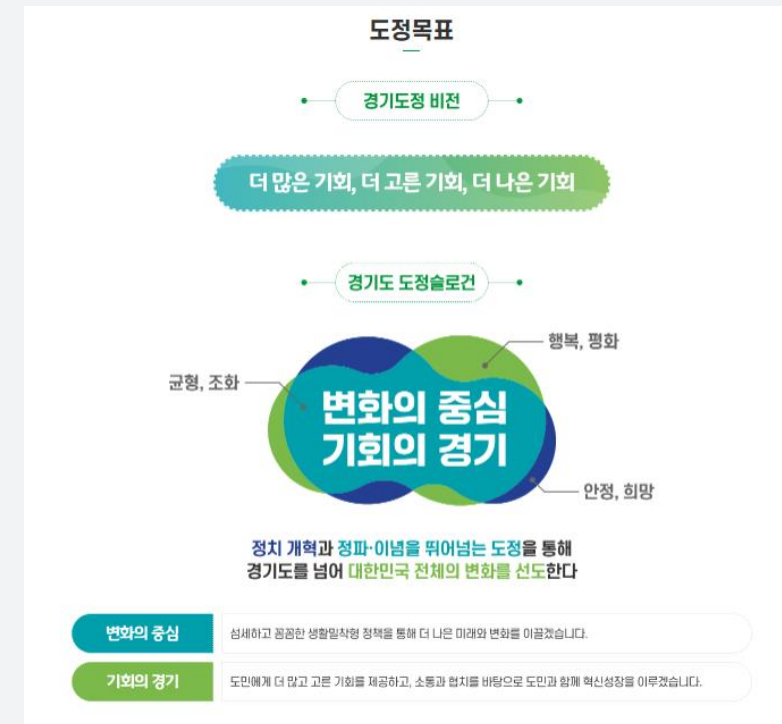 도정목표
경기도정 비전
더 많은 기회, 더 고른 기회, 더 나은 기회
경기도 도정슬로건
행복, 평화
균형, 조화
변화의 중심
기회의 경기
안정, 희망
정치 개혁과 정파·이념을 뛰어넘는 도정을 통해
경기도를 넘어 대한민국 전체의 변화를 선도한다
변화의 중심 섬세하고 꼼꼼한 생활밀착형 정책을 통해 더 나은 미래와 변화를 이끌겠습니다.
기회의 경기 도민에게 더 많고 고른 기회를 제공하고, 소통과 협치를 바탕으로 도민과 함께 혁신성장을 이루겠습니다.